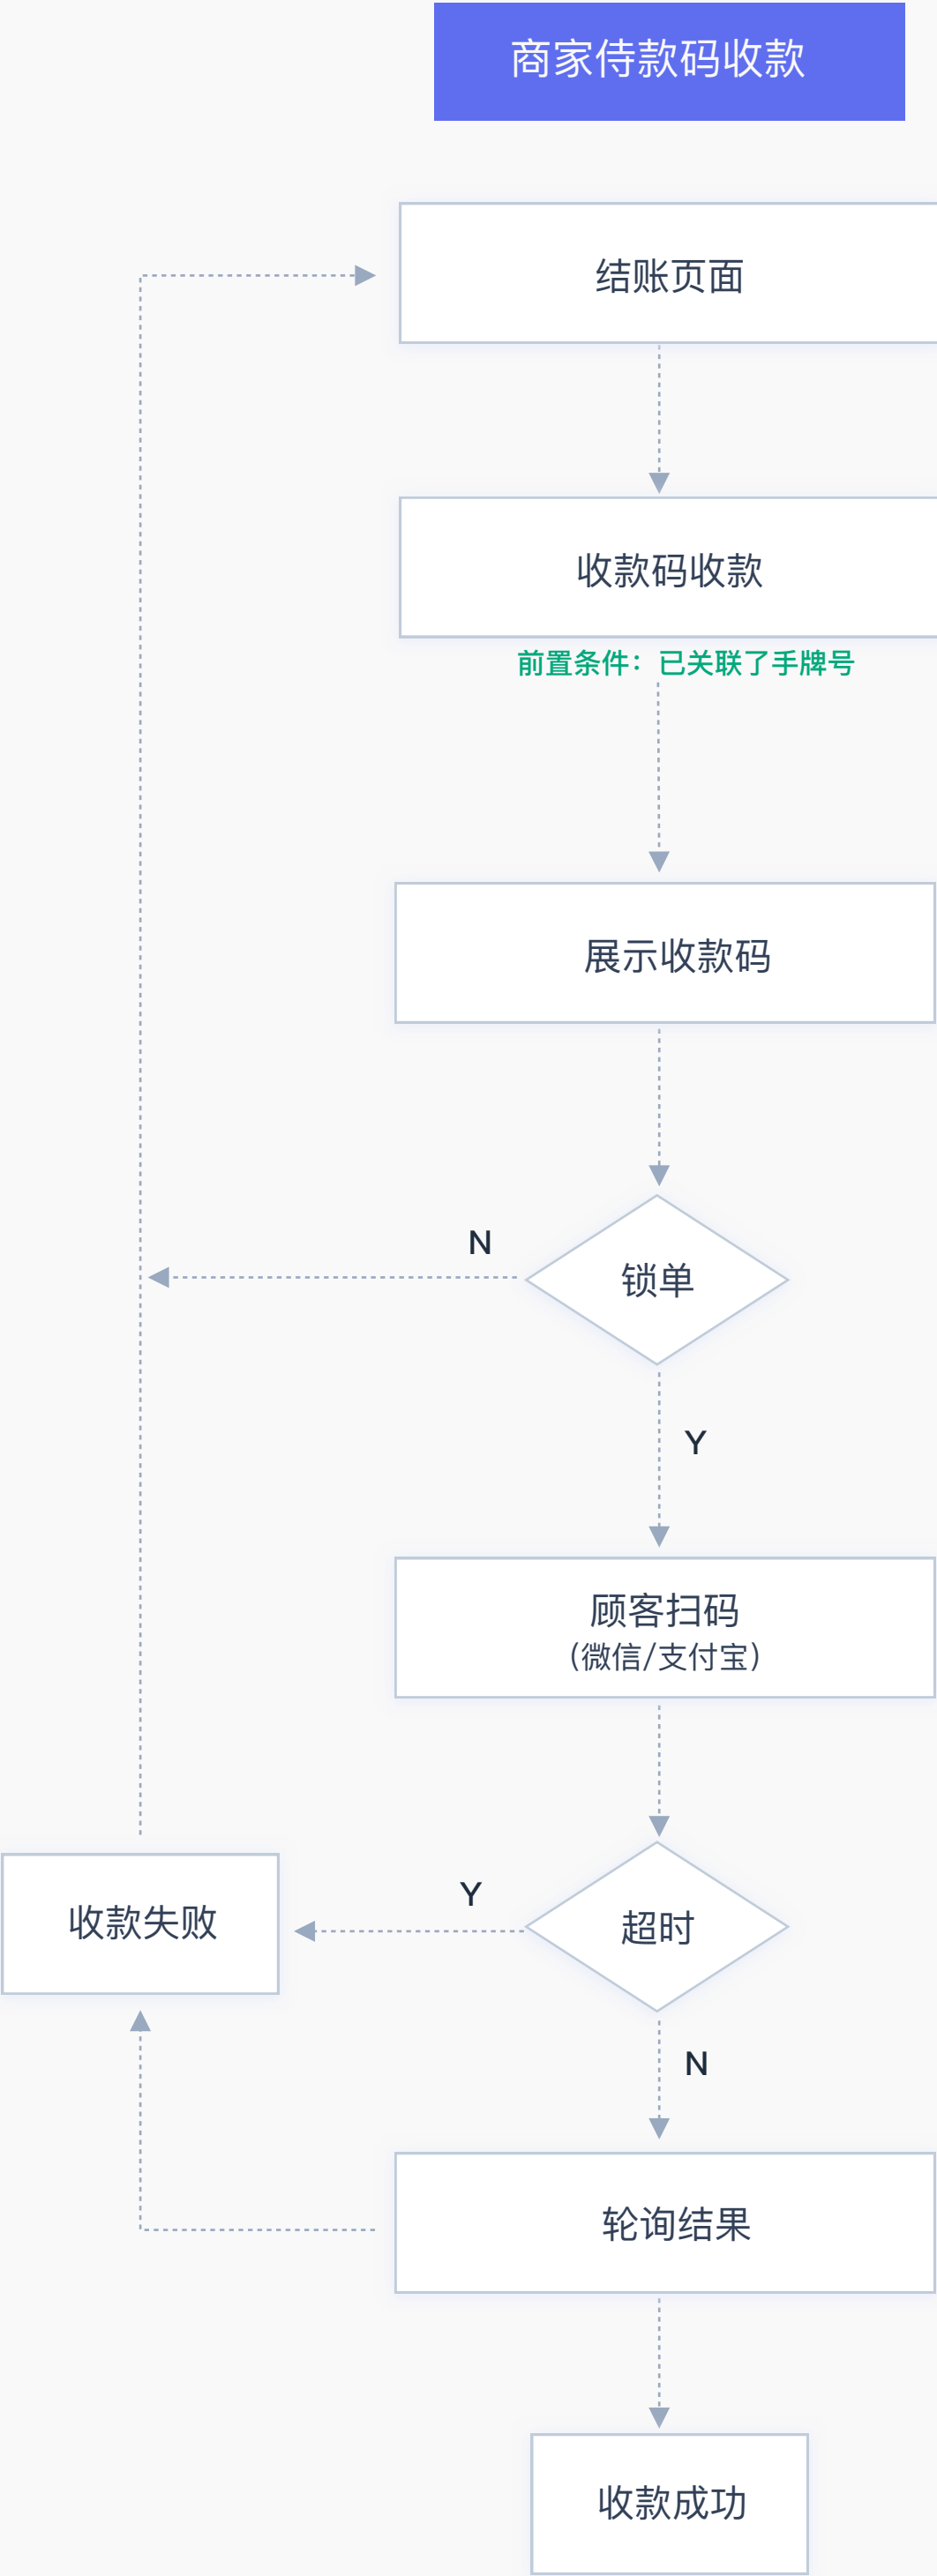 商家侍款码收款
结账页面
收款码收款
前置条件：已关联了手牌号
展示收款码
N
锁单
Y
顾客扫码
（微信/支付宝）
Y
收款失败
超时
N
轮询结果
收款成功